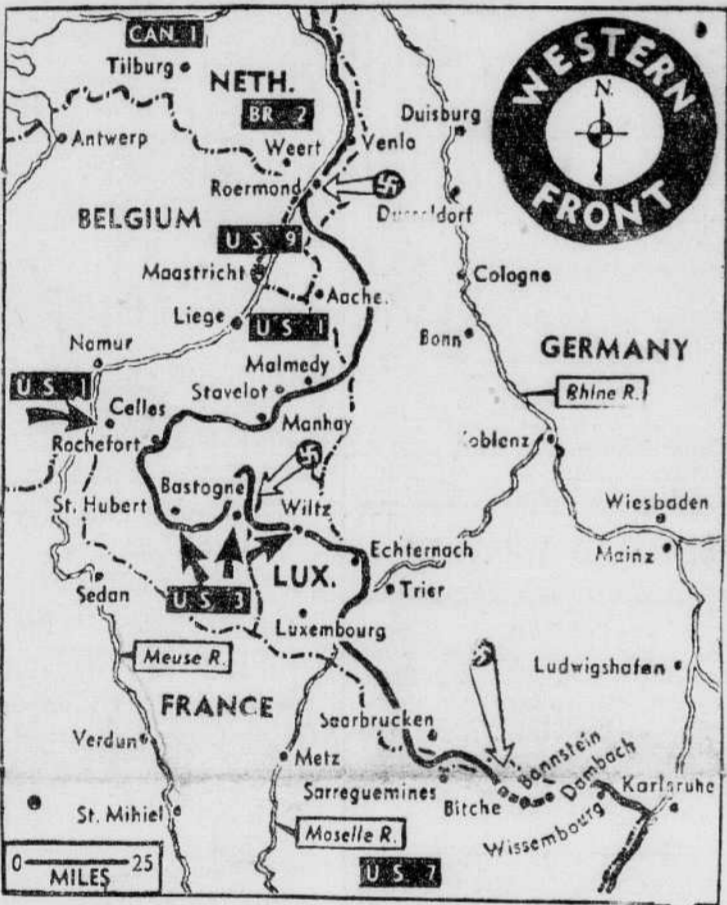 CAN. 1
Tilburg
NETH.
BR 2
WESTERN
N.
FRONT
Antwerp
Weert
Venlo
Duisburg
Roermond
BELGIUM
U S 9
Maastricht
Cologne
Liege
U S 1
Bonn
GERMANY
Namur
Malmedy
Stavelot
Rhine R.
U S 1
Celles
Manhay
Rochefort
Bastogne
St. Hubert
Wiltz
Wiesbaden
Echternach
Mainz
LUX.
Trier
Sedan
U S 3
Luxembourg
Meuse R.
Ludwigshafen
FRANCE
Saarbrucken
Bannstein
Verdun
Metz
Dambach
Sarreguemines
Bitche
Karlsruhe
St. Mihiel
Wissembourg
Moselle R.
0 25
MILES
U S 7